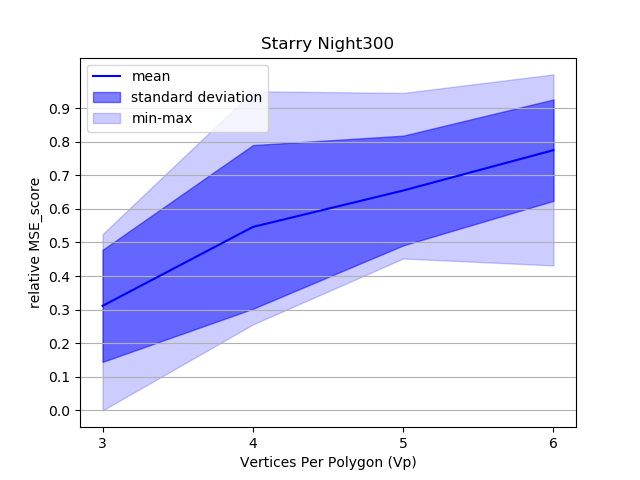 Starry Night300
mean
standard deviation
min-max
0.9
0.8
0.7
0.6
0.5
0.4
0.3
0.2
0.1
0.0
relative MSE_score
3 4 5 6
Vertices Per Polygon (Vp)